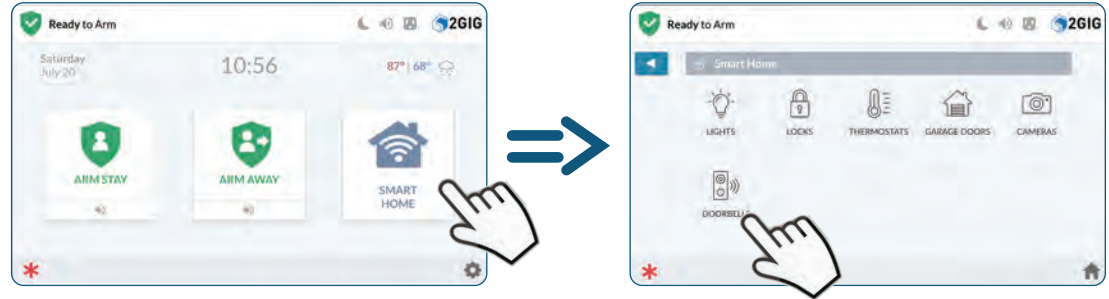 Ready to Arm
2GIG
Saturday
July 20
10:56
87° | 68°
ARM STAY
ARM AWAY
SMART
HOME
Ready to Arm
2GIG
Smart Home
LIGHTS
LOCKS
THERMOSTATS
GARAGE DOORS
CAMERAS
DOORBELLS